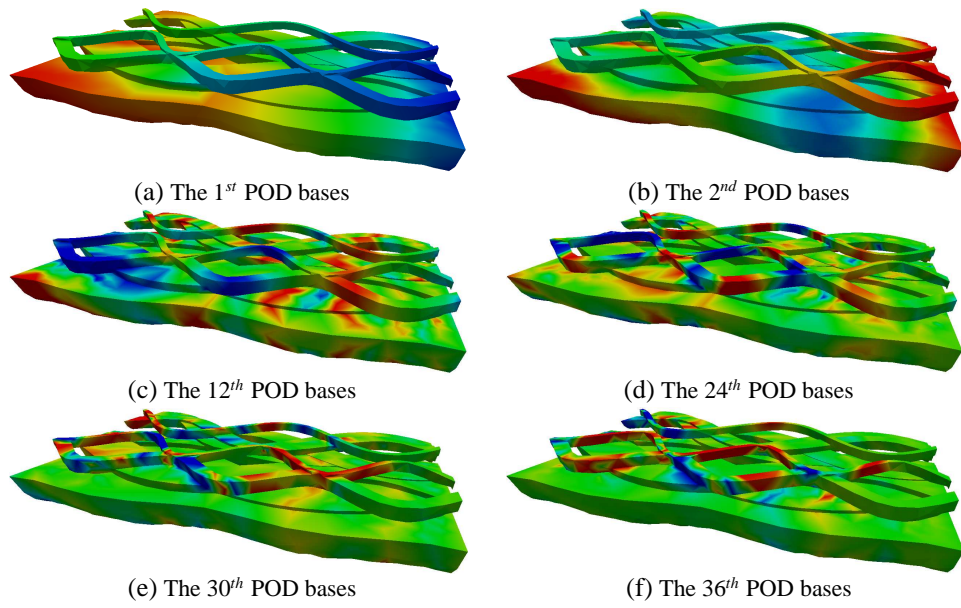 (a) The 1st POD bases
(b) The 2nd POD bases
(c) The 12th POD bases
(d) The 24th POD bases
(e) The 30th POD bases
(f) The 36th POD bases